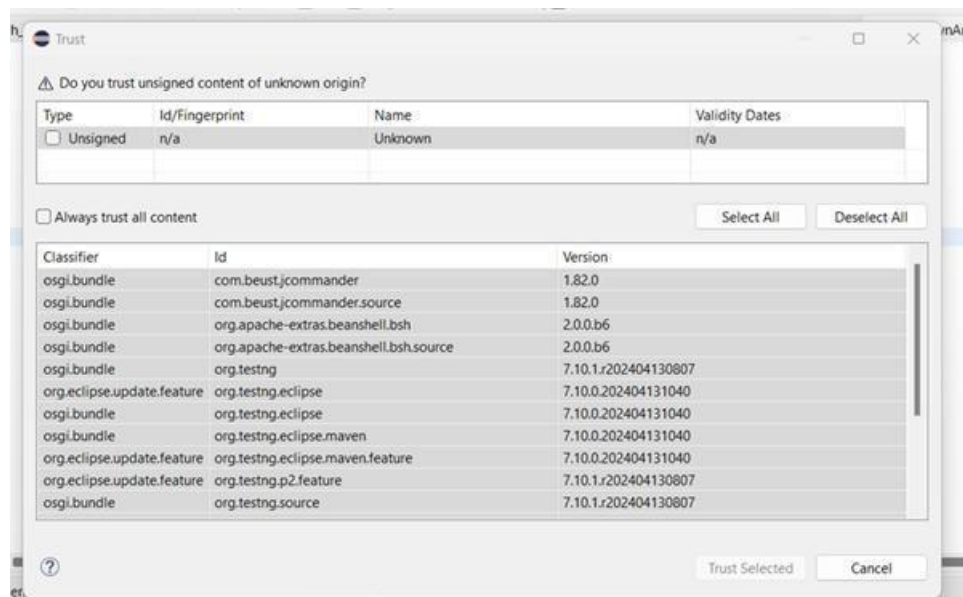 Trust
Do you trust unsigned content of unknown origin?
Type Id/Fingerprint Name Validity Dates
Unsigned n/a Unknown n/a
Always trust all content Select All Deselect All
Classifier Id Version
osgi.bundle com.beust.jcommander 1.82.0
osgi.bundle com.beust.jcommander.source 1.82.0
osgi.bundle org.apache-extras.beanshell.bsh 2.0.0.b6
osgi.bundle org.apache-extras.beanshell.bsh.source 2.0.0.b6
osgi.bundle org.testng 7.10.1.r202404130807
org.eclipse.update.feature org.testng.eclipse 7.10.0.202404131040
osgi.bundle org.testng.eclipse 7.10.0.202404131040
osgi.bundle org.testng.eclipse.maven 7.10.0.202404131040
org.eclipse.update.feature org.testng.eclipse.maven.feature 7.10.0.202404131040
org.eclipse.update.feature org.testng.p2.feature 7.10.1.r202404130807
osgi.bundle org.testng.source 7.10.1.r202404130807
? Trust Selected Cancel